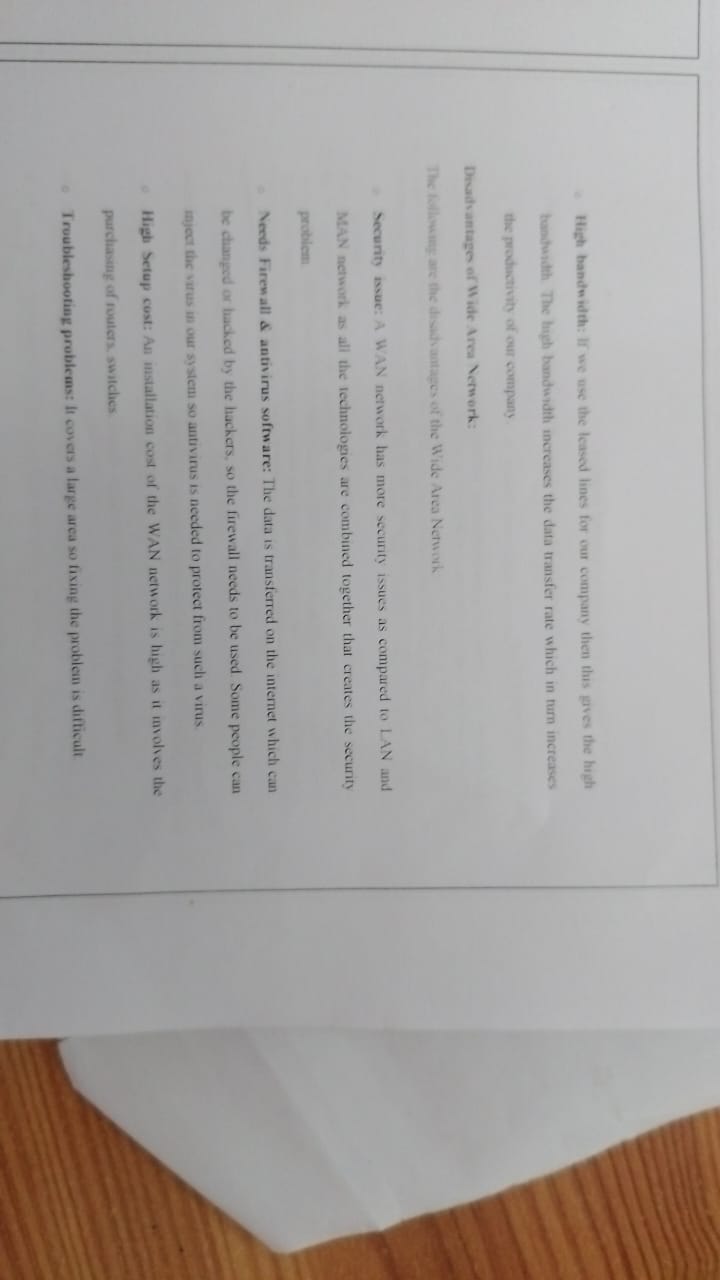 ○ High bandwidth: If we use the leased lines for our company then this gives the high
bandwidth. The high bandwidth increases the data transfer rate which in turn increases
the productivity of our company.
Disadvantages of Wide Area Network:
The following are the disadvantages of the Wide Area Network
○ Security issue: A WAN network has more security issues as compared to LAN and
MAN network as all the technologies are combined together that creates the security
problem.
○ Needs Firewall & antivirus software: The data is transferred on the internet which can
be changed or hacked by the hackers, so the firewall needs to be used. Some people can
inject the virus in our system so antivirus is needed to protect from such a virus.
○ High Setup cost: An installation cost of the WAN network is high as it involves the
purchasing of routers, switches.
○ Troubleshooting problems: It covers a large area so fixing the problem is difficult.